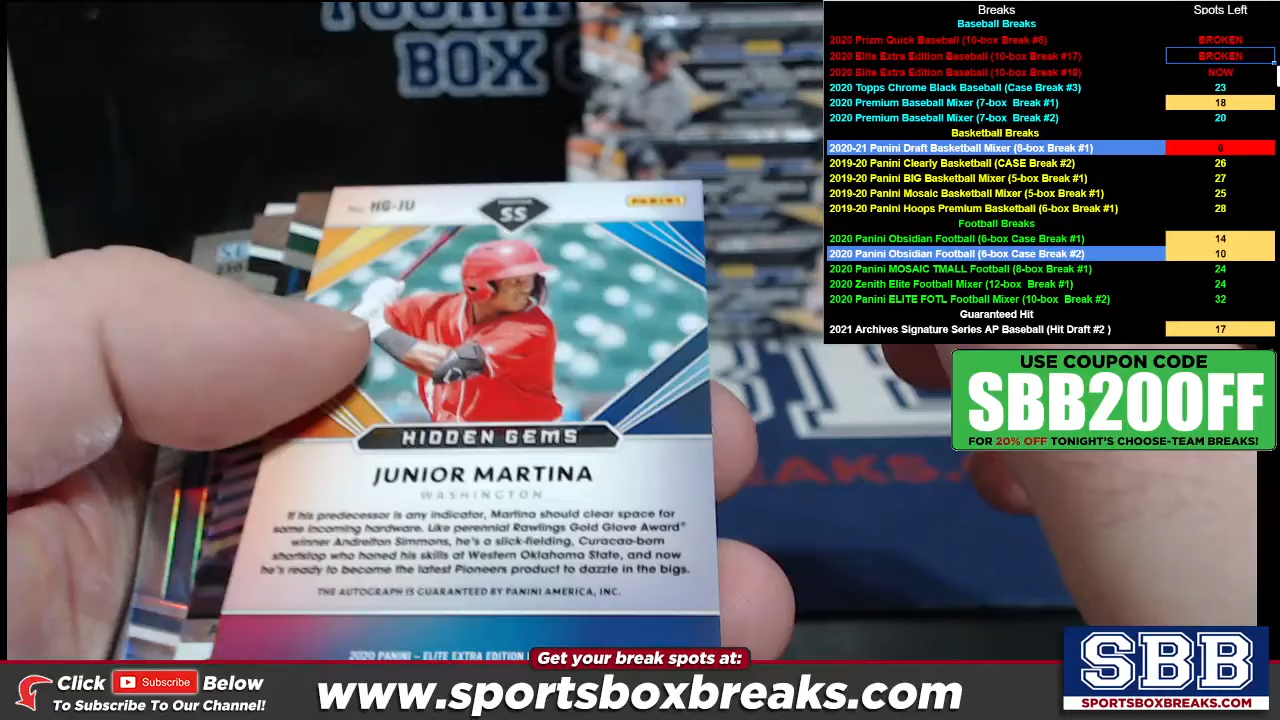 YOUR
BOX
No. HG-JU
SS
PANINI
HIDDEN GEMS
JUNIOR MARTINA
WASHINGTON
If his predecessor is any indicator, Martina should clear space for
some incoming hardware. Like perennial Rawlings Gold Glove Award®
winner Andrelton Simmons, he's a slick-fielding, Curacao-born
shortstop who honed his skills at Western Oklahoma State, and now
he's ready to become the latest Pioneers product to dazzle in the bigs.
THE AUTOGRAPH IS GUARANTEED BY PANINI AMERICA, INC.
2020 PANINI – ELITE EXTRA EDITION
Breaks Spots Left
Baseball Breaks
2020 Prizm Quick Baseball (10-box Break #8) BROKEN
2020 Elite Extra Edition Baseball (10-box Break #17) BROKEN
2020 Elite Extra Edition Baseball (10-box Break #18) NOW
2020 Topps Chrome Black Baseball (Case Break #3) 23
2020 Premium Baseball Mixer (7-box Break #1) 18
2020 Premium Baseball Mixer (7-box Break #2) 20
Basketball Breaks
2020-21 Panini Draft Basketball Mixer (8-box Break #1)
2019-20 Panini Clearly Basketball (CASE Break #2) 26
2019-20 Panini BIG Basketball Mixer (5-box Break #1) 27
2019-20 Panini Mosaic Basketball Mixer (5-box Break #1) 25
2019-20 Panini Hoops Premium Basketball (6-box Break #1) 28
Football Breaks
2020 Panini Obsidian Football (6-box Case Break #1) 14
2020 Panini Obsidian Football (6-box Case Break #2) 10
2020 Panini MOSAIC TMALL Football (8-box Break #1) 24
2020 Zenith Elite Football Mixer (12-box Break #1) 24
2020 Panini ELITE FOTL Football Mixer (10-box Break #2) 32
Guaranteed Hit
2021 Archives Signature Series AP Baseball (Hit Draft #2 ) 17
USE COUPON CODE
SBB20OFF
FOR 20% OFF TONIGHT'S CHOOSE-TEAM BREAKS!
Get your break spots at:
Click Subscribe Below
To Subscribe To Our Channel!
www.sportsboxbreaks.com
SBB
SPORTSBOXBREAKS.COM